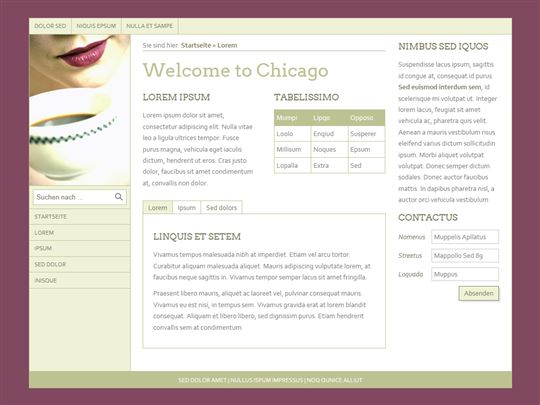 DOLOR SED NIQUIS EPSUM NULLA ET SAMPE
Suchen nach ...
STARTSEITE
LOREM
IPSUM
SED DOLOR
INISQUE
Sie sind hier: Startseite » Lorem
Welcome to Chicago
LOREM IPSUM
Lorem ipsum dolor sit amet,
consectetur adipiscing elit. Nulla vitae
leo a ligula ultrices rutrum. Fusce
purus magna, vehicula eget iaculis
dictum, hendrerit ut eros. Cras justo
dolor, faucibus sit amet condimentum
at, convallis non dolor.
TABELISSIMO
Mumpi Lipqo Opposo
Loolo Enqiud Susperer
Millisum Noques Epsum
Lopalla Extra Sed
Lorem Ipsum Sed dolors
LINQUIS ET SETEM
Vivamus tempus malesuada nibh at imperdiet. Etiam vel arcu tortor.
Curabitur aliquam malesuada aliquet. Mauris adipiscing vulputate lorem, at
faucibus neque sagittis in. Vivamus tempor semper lacus sit amet fringilla.
Praesent libero mauris, aliquet ac laoreet vel, pulvinar consequat mauris.
Vivamus eu est nisi, in tempus sem. Vivamus gravida erat at lorem blandit
consequat. Aliquam et libero libero, sed dignissim purus. Etiam hendrerit
convallis sem at condimentum.
NIMBUS SED IQUOS
Suspendisse lacus ipsum, sagittis
id congue at, consequat id purus.
Sed euismod interdum sem, id
scelerisque mi volutpat ut. Integer
lorem lacus, feugiat sit amet
vehicula ac, pharetra quis velit.
Aenean a mauris vestibulum risus
eleifend varius dictum sollicitudin
ipsum. Morbi aliquet volutpat
volutpat. Donec semper dictum
sodales. Donec auctor faucibus
mattis. In dapibus pharetra nisl, a
auctor orci vehicula vestibulum
CONTACTUS
Namenus Muppelis Apllatus
Streetus Mappollo Sed 89
Loquada Muppus
Absenden
SED DOLOR AMET | NULLUS ISPUM IMPRESSUS | NOQ QUNICE ALLIUT